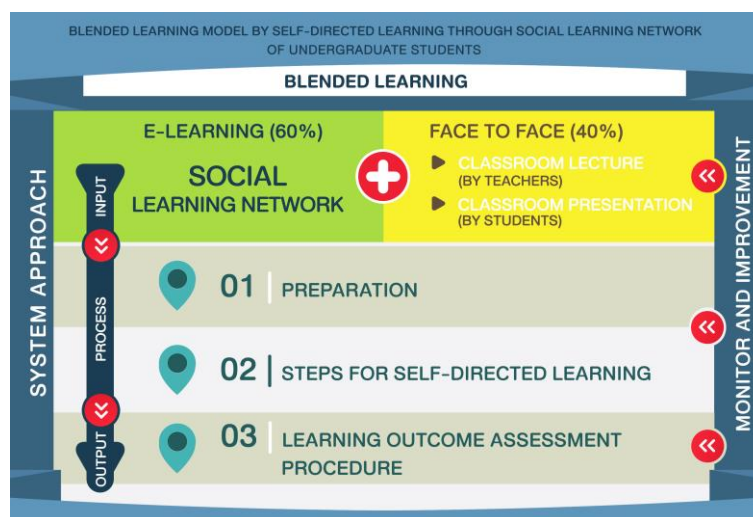 BLENDED LEARNING MODEL BY SELF-DIRECTED LEARNING THROUGH SOCIAL LEARNING NETWORK
OF UNDERGRADUATE STUDENTS
BLENDED LEARNING
SYSTEM APPROACH
INPUT
PROCESS
OUTPUT
E-LEARNING (60%)
SOCIAL
LEARNING NETWORK
FACE TO FACE (40%)
CLASSROOM LECTURE
(BY TEACHERS)
CLASSROOM PRESENTATION
(BY STUDENTS)
01 PREPARATION
02 STEPS FOR SELF-DIRECTED LEARNING
03 LEARNING OUTCOME ASSESSMENT
PROCEDURE
MONITOR AND IMPROVEMENT